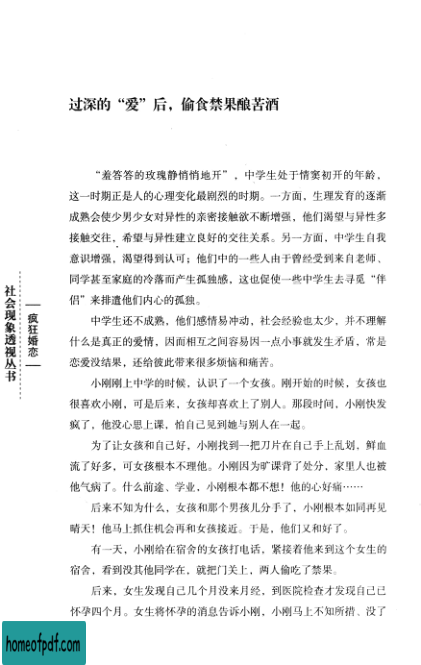 过深的“爱”后，偷食禁果酿苦酒
“羞答答的玫瑰静悄悄地开”，中学生处于情窦初开的年龄，
这一时期正是人的心理变化最剧烈的时期。一方面，生理发育的逐渐
成熟会使少男少女对异性的亲密接触欲不断增强，他们渴望与异性多
接触交往，希望与异性建立良好的交往关系。另一方面，中学生自我
意识增强，渴望得到认可；他们中的一些人由于曾经受到来自老师、
同学甚至家庭的冷落而产生孤独感，这也促使一些中学生去寻觅“伴
侣”来排遣他们内心的孤独。
中学生还不成熟，他们感情易冲动，社会经验也太少，并不理解
什么是真正的爱情，因而相互之间容易因一点小事就发生矛盾，常是
恋爱没结果，还给彼此带来很多烦恼和痛苦。
小刚刚上中学的时候，认识了一个女孩。刚开始的时候，女孩也
很喜欢小刚，可是后来，女孩却喜欢上了别人。那段时间，小刚快发
疯了，他没心思上课，怕自己见到她与别人在一起。
为了让女孩和自己好，小刚找到一把刀片在自己手上乱划，鲜血
流了好多，可女孩根本不理他。小刚因为旷课背了处分，家里人也被
他气病了。什么前途、学业，小刚根本都不想！他的心好痛……
后来不知为什么，女孩和那个男孩儿分手了，小刚根本如同再见
晴天！他马上抓住机会再和女孩接近。于是，他们又和好了。
有一天，小刚给在宿舍的女孩打电话，紧接着他来到这个女生的
宿舍，看到没其他同学在，就把门关上，两人偷吃了禁果。
后来，女生发现自己几个月没来月经，到医院检查才发现自己已
怀孕四个月。女生将怀孕的消息告诉小刚，小刚马上不知所措、没了
社会现象透视丛书
疯狂婚恋
homeofpdf.com